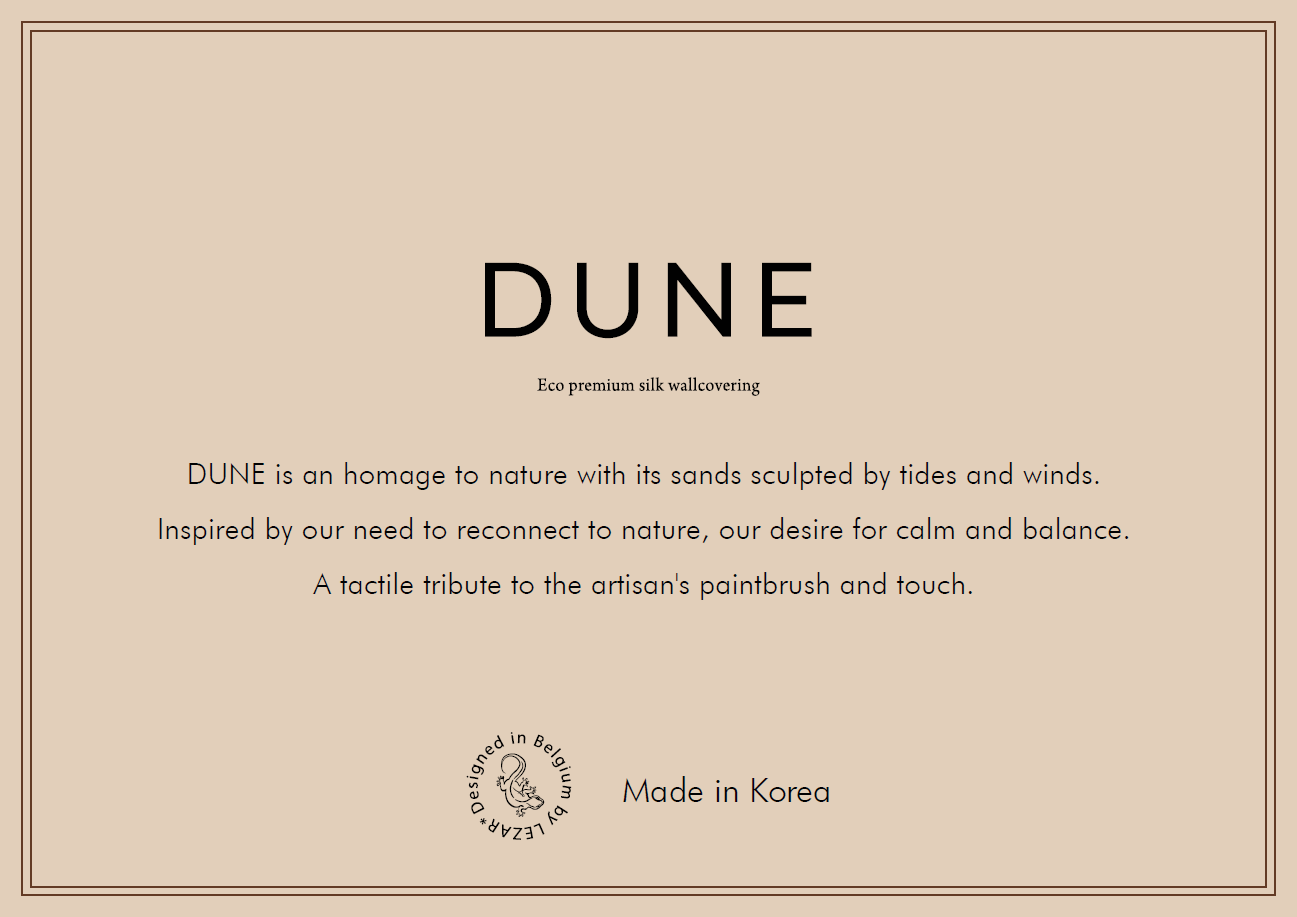 DUNE
Eco premium silk wallcovering
DUNE is an homage to nature with its sands sculpted by tides and winds.
Inspired by our need to reconnect to nature, our desire for calm and balance.
A tactile tribute to the artisan's paintbrush and touch.
Designed in Belgium by LEZAR*
Made in Korea